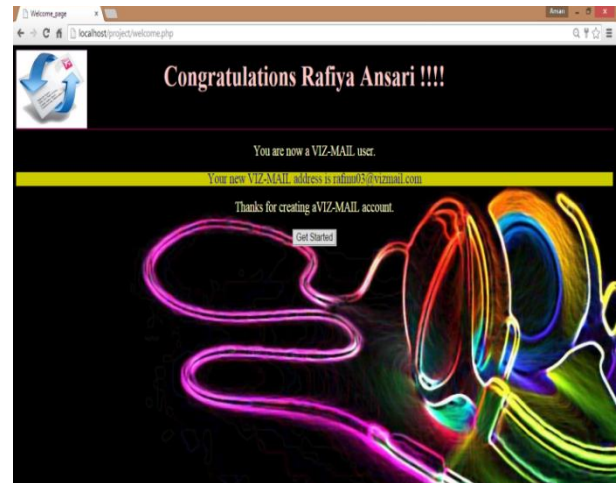 Welcome_page
Ansari
localhost/project/welcome.php
Congratulations Rafiya Ansari !!!!
You are now a VIZ-MAIL user.
Your new VIZ-MAIL address is rafinu03@vizmail.com
Thanks for creating aVIZ-MAIL account.
Get Started